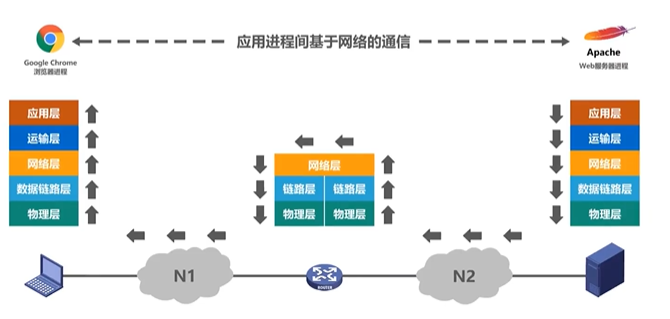 应用进程间基于网络的通信
Google Chrome
浏览器进程
Apache
Web服务器进程
应用层
运输层
网络层
数据链路层
物理层
网络层
链路层 链路层
物理层 物理层
应用层
运输层
网络层
数据链路层
物理层
N1
ROUTER
N2